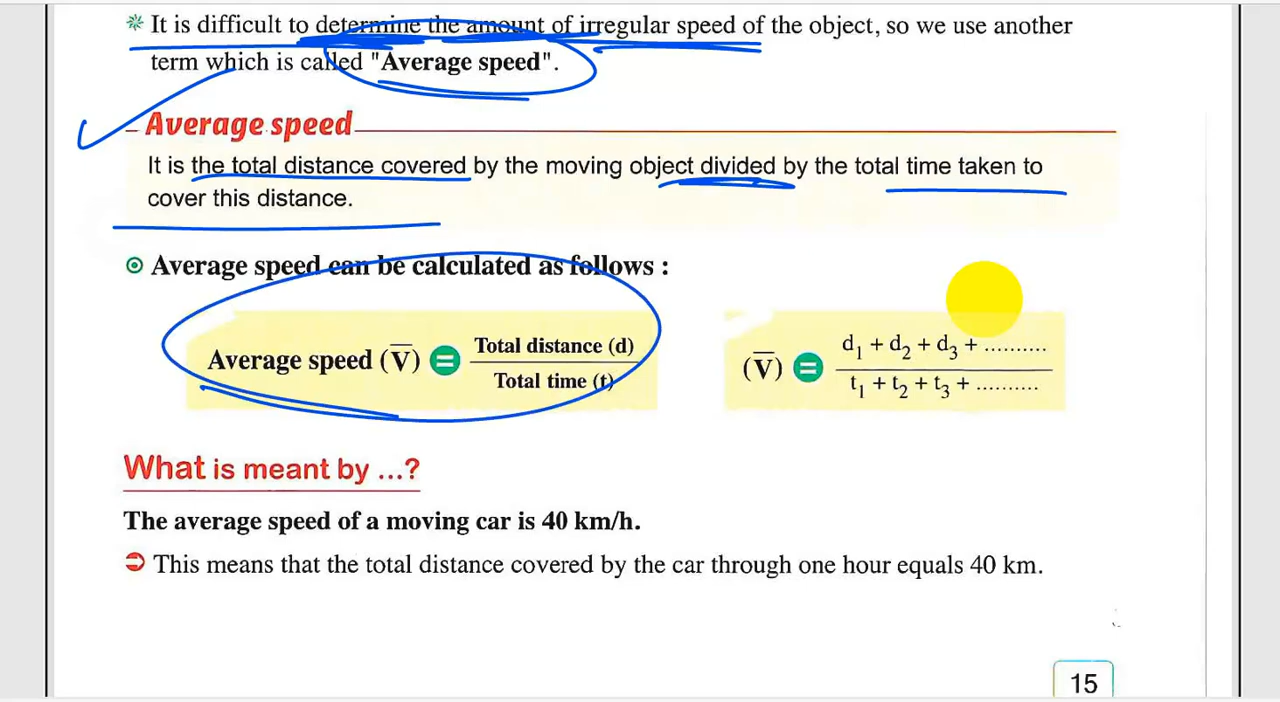 ✳ It is difficult to determine the amount of irregular speed of the object, so we use another
term which is called "Average speed".
Average speed
It is the total distance covered by the moving object divided by the total time taken to
cover this distance.
Average speed can be calculated as follows :
Average speed (V̅) = Total distance (d) / Total time (t)
(V̅) = d₁ + d₂ + d₃ + .......... / t₁ + t₂ + t₃ + ..........
What is meant by ...?
The average speed of a moving car is 40 km/h.
This means that the total distance covered by the car through one hour equals 40 km.
15